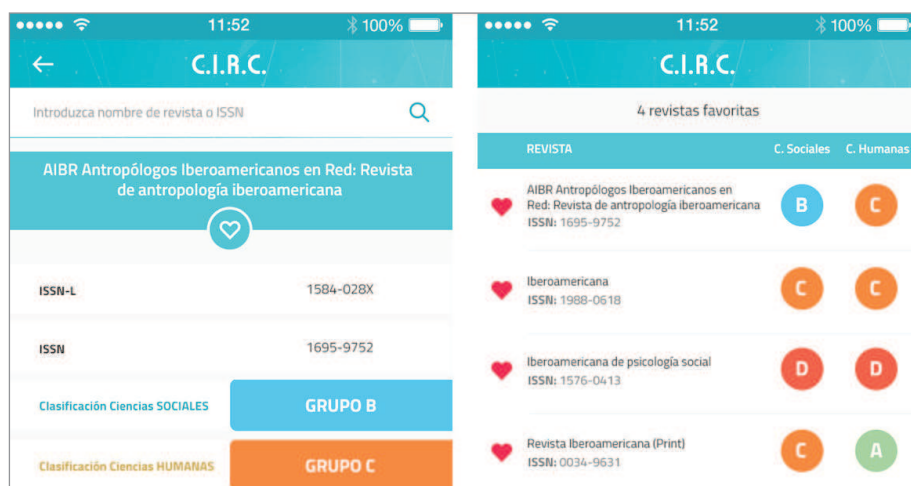 11:52
100%
C.I.R.C.
Introduzca nombre de revista o ISSN
AIBR Antropólogos Iberoamericanos en Red: Revista
de antropología iberoamericana
ISSN-L 1584-028X
ISSN 1695-9752
Clasificación Ciencias SOCIALES GRUPO B
Clasificación Ciencias HUMANAS GRUPO C
11:52
100%
C.I.R.C.
4 revistas favoritas
REVISTA C. Sociales C. Humanas
AIBR Antropólogos Iberoamericanos en
Red: Revista de antropología iberoamericana
ISSN: 1695-9752
B C
Iberoamericana
ISSN: 1988-0618
C C
Iberoamericana de psicología social
ISSN: 1576-0413
D D
Revista Iberoamericana (Print)
ISSN: 0034-9631
C A